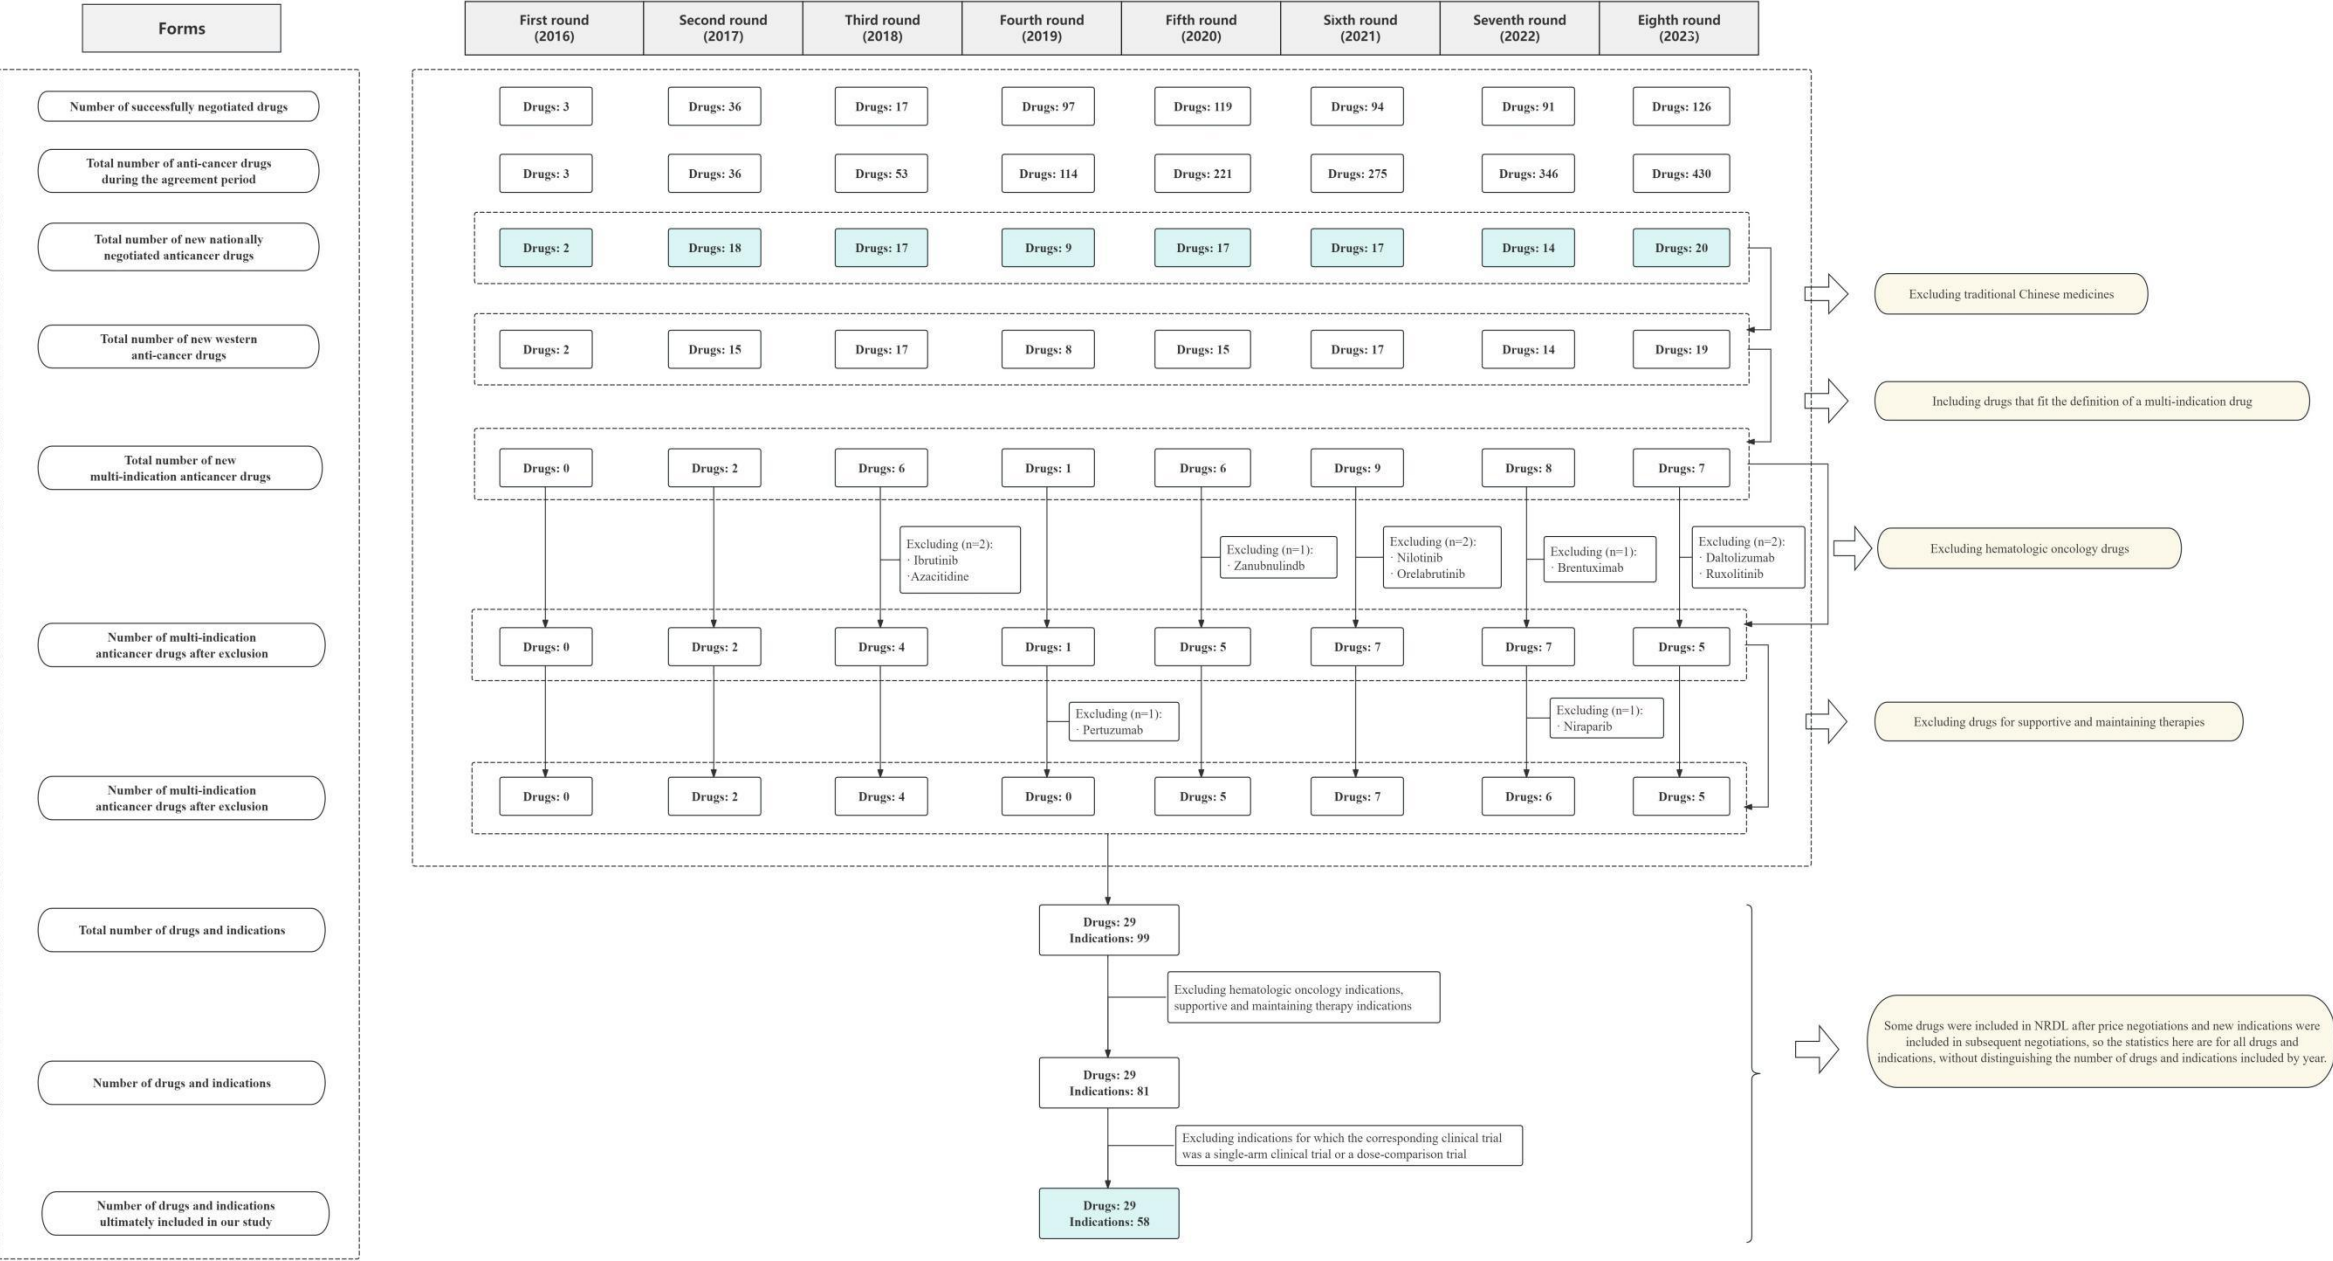 Forms
First round
(2016)
Second round
(2017)
Third round
(2018)
Fourth round
(2019)
Fifth round
(2020)
Sixth round
(2021)
Seventh round
(2022)
Eighth round
(2023)
Number of successfully negotiated drugs
Drugs: 3
Drugs: 36
Drugs: 17
Drugs: 97
Drugs: 119
Drugs: 94
Drugs: 91
Drugs: 126
Total number of anti-cancer drugs
during the agreement period
Drugs: 3
Drugs: 36
Drugs: 53
Drugs: 114
Drugs: 221
Drugs: 275
Drugs: 346
Drugs: 430
Total number of new nationally
negotiated anticancer drugs
Drugs: 2
Drugs: 18
Drugs: 17
Drugs: 9
Drugs: 17
Drugs: 17
Drugs: 14
Drugs: 20
Excluding traditional Chinese medicines
Total number of new western
anti-cancer drugs
Drugs: 2
Drugs: 15
Drugs: 17
Drugs: 8
Drugs: 15
Drugs: 17
Drugs: 14
Drugs: 19
Including drugs that fit the definition of a multi-indication drug
Total number of new
multi-indication anticancer drugs
Drugs: 0
Drugs: 2
Drugs: 6
Drugs: 1
Drugs: 6
Drugs: 9
Drugs: 8
Drugs: 7
Excluding (n=2):
· Ibrutinib
·Azacitidine
Excluding (n=1):
· Zanubnulindb
Excluding (n=2):
· Nilotinib
· Orelabrutinib
Excluding (n=1):
· Brentuximab
Excluding (n=2):
· Daltolizumab
· Ruxolitinib
Excluding hematologic oncology drugs
Number of multi-indication
anticancer drugs after exclusion
Drugs: 0
Drugs: 2
Drugs: 4
Drugs: 1
Drugs: 5
Drugs: 7
Drugs: 7
Drugs: 5
Excluding (n=1):
· Pertuzumab
Excluding (n=1):
· Niraparib
Excluding drugs for supportive and maintaining therapies
Number of multi-indication
anticancer drugs after exclusion
Drugs: 0
Drugs: 2
Drugs: 4
Drugs: 0
Drugs: 5
Drugs: 7
Drugs: 6
Drugs: 5
Total number of drugs and indications
Drugs: 29
Indications: 99
Excluding hematologic oncology indications,
supportive and maintaining therapy indications
Some drugs were included in NRDL after price negotiations and new indications were
included in subsequent negotiations, so the statistics here are for all drugs and
indications, without distinguishing the number of drugs and indications included by year.
Number of drugs and indications
Drugs: 29
Indications: 81
Excluding indications for which the corresponding clinical trial
was a single-arm clinical trial or a dose-comparison trial
Number of drugs and indications
ultimately included in our study
Drugs: 29
Indications: 58